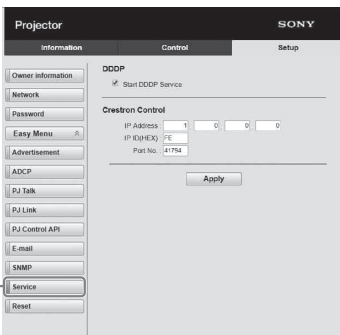 Projector
SONY
Information
Control
Setup
Owner information
Network
Password
Easy Menu
Advertisement
ADCP
PJ Talk
PJ Link
PJ Control API
E-mail
SNMP
Service
Reset
DDDP
Start DDDP Service
Crestron Control
IP Address : 1 . 0 . 0 . 0
IP ID(HEX) : FE
Port No. : 41794
Apply